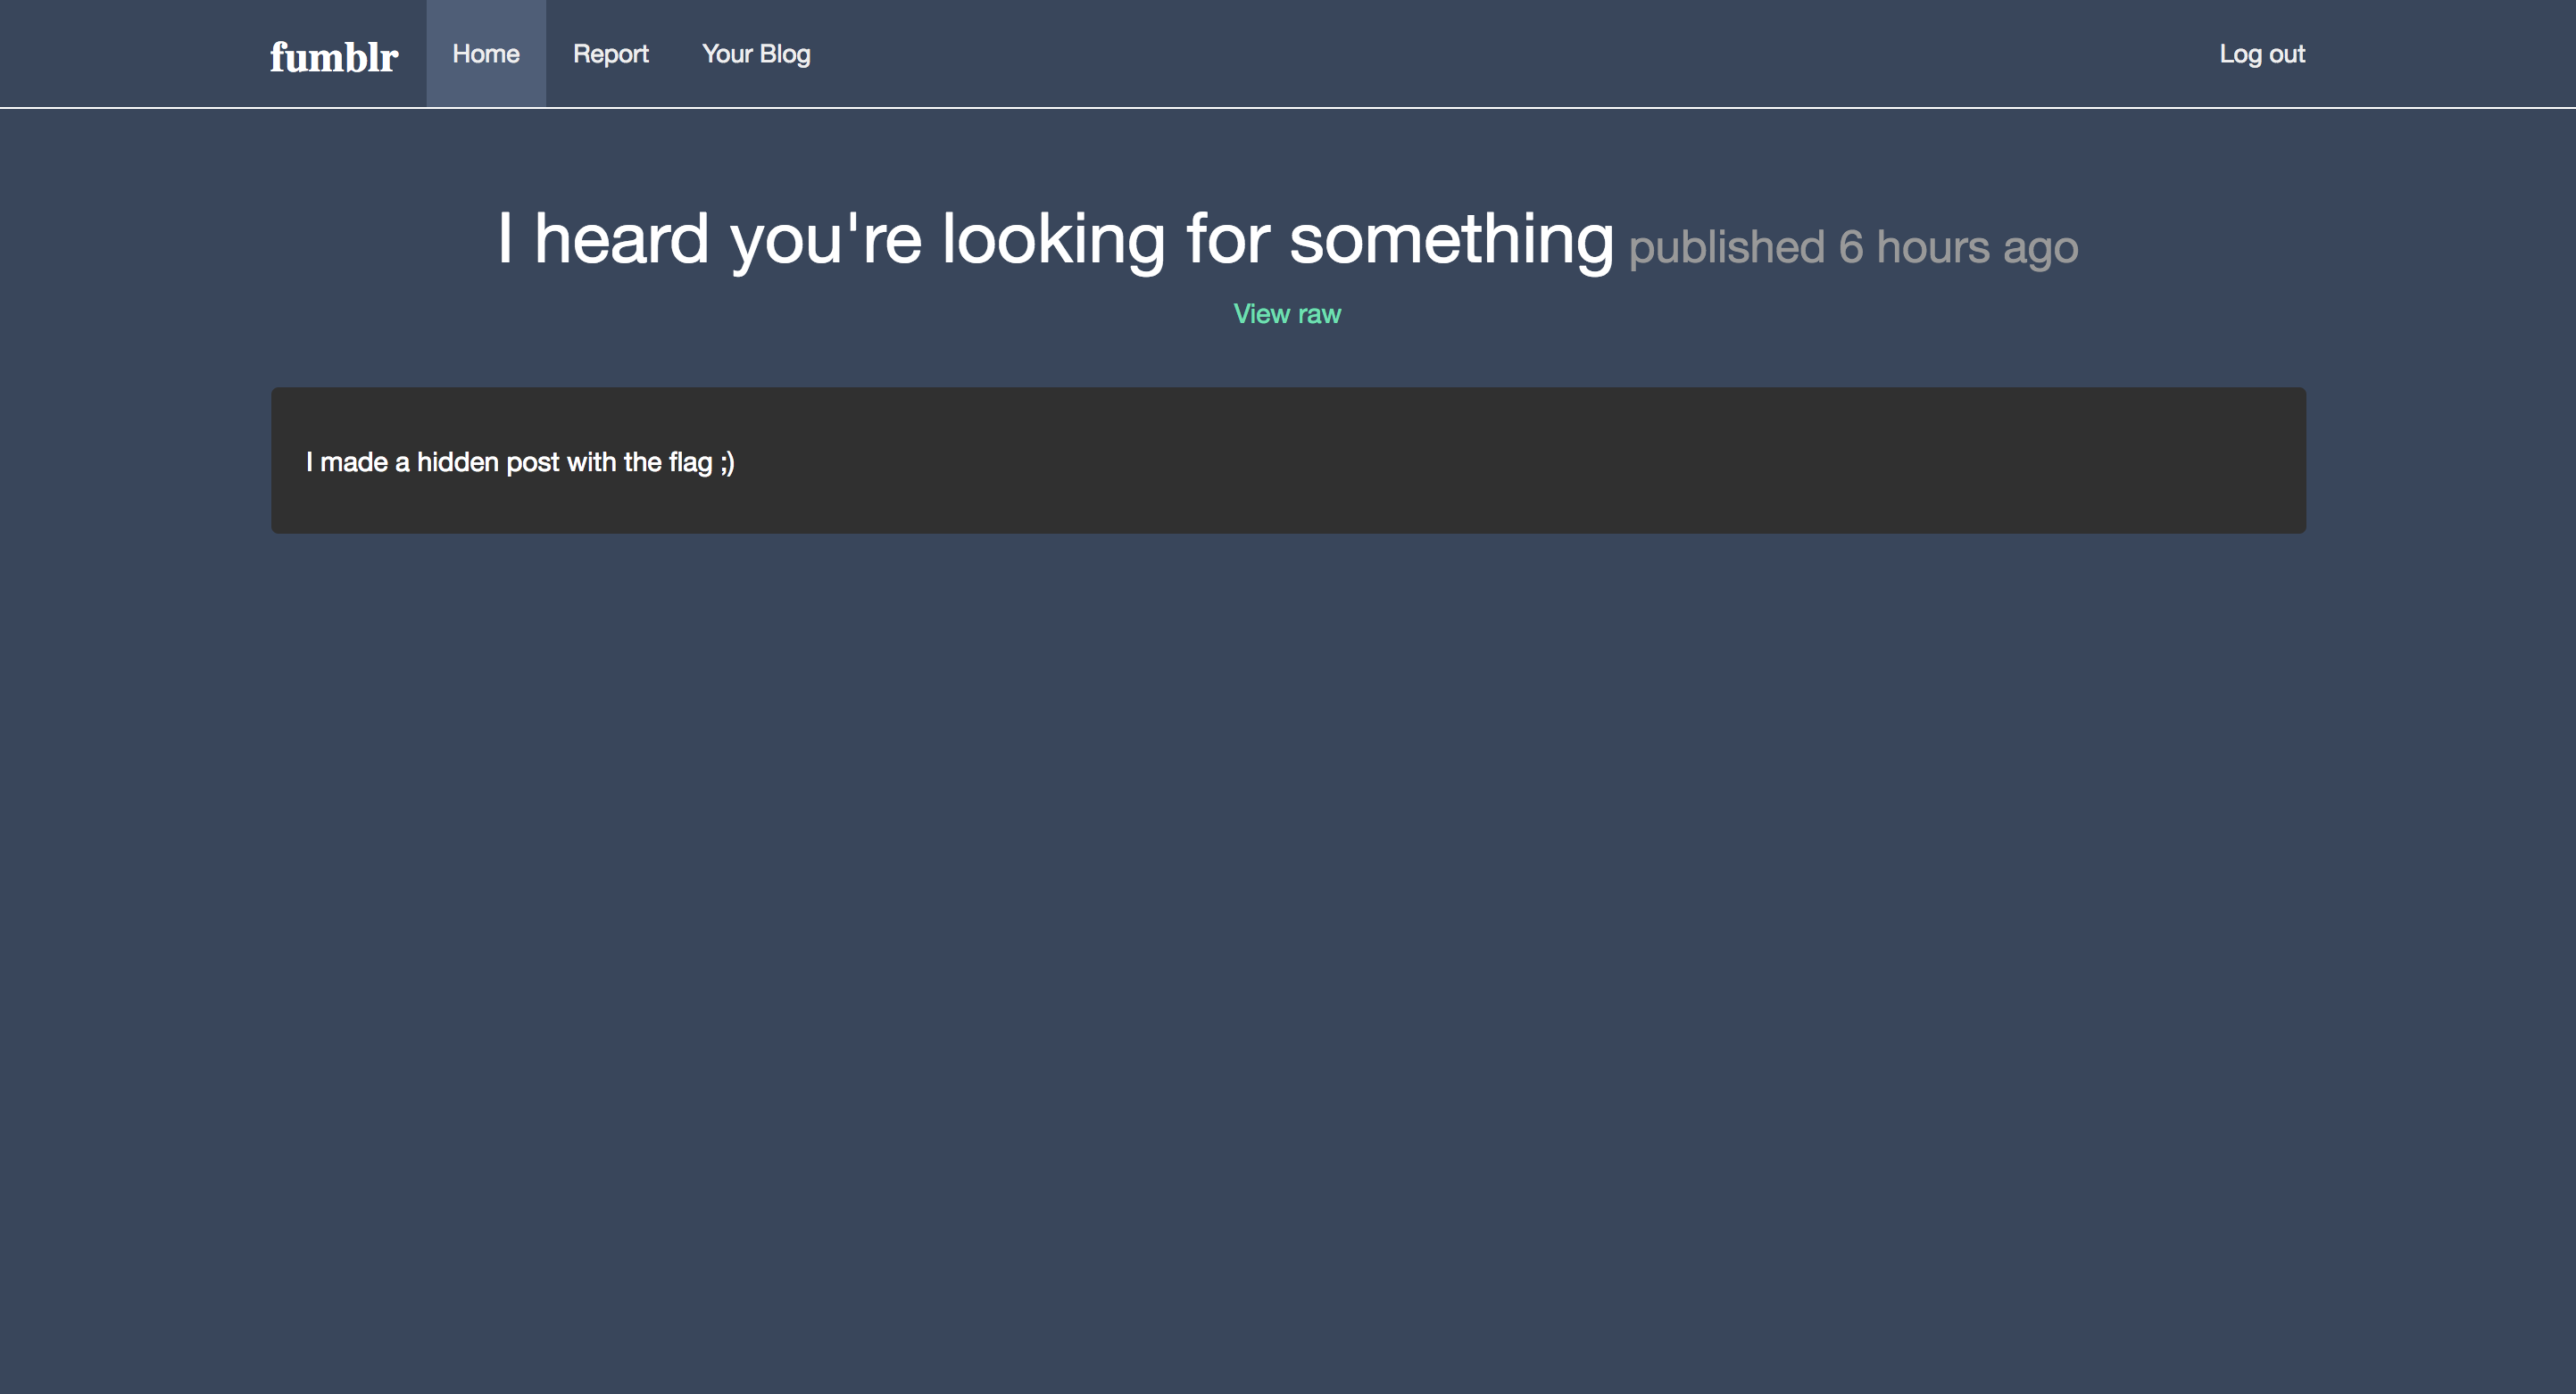 fumblr Home Report Your Blog Log out
I heard you're looking for something published 6 hours ago
View raw
I made a hidden post with the flag ;)